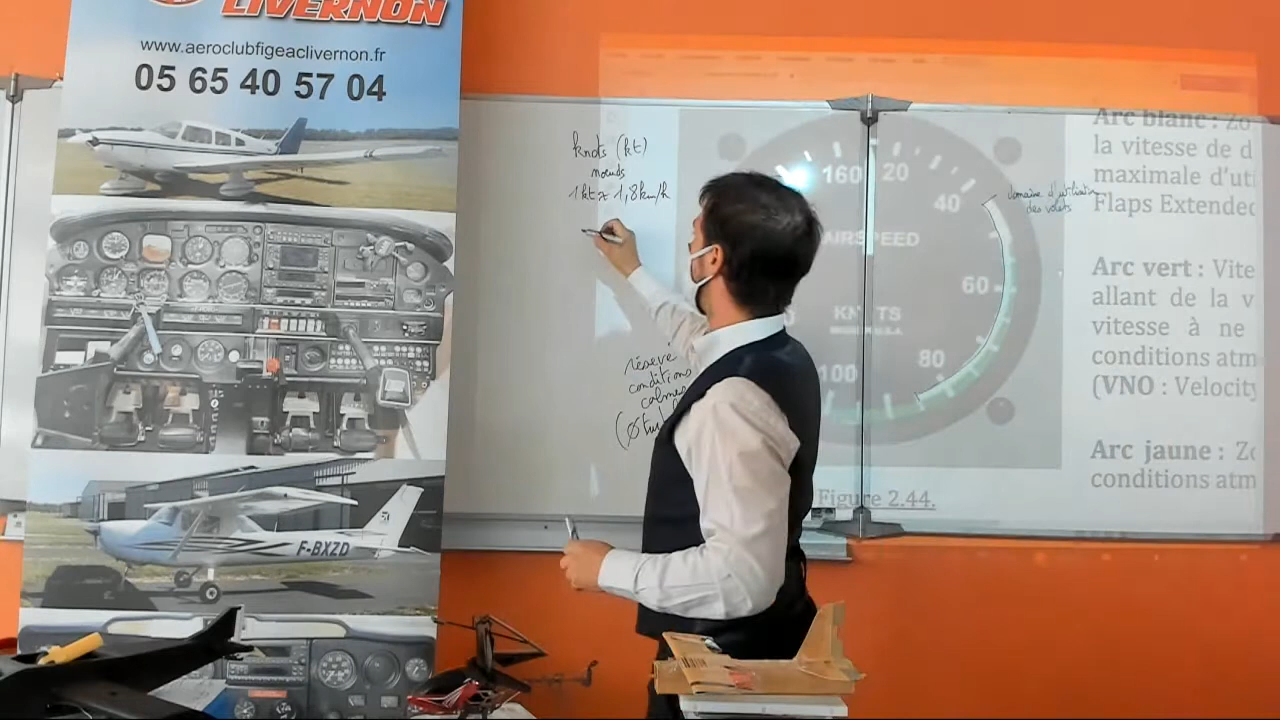 LIVERNON
www.aeroclubfigeaclivernon.fr
05 65 40 57 04
F-BXZD
knots (kt)
nœuds
1 kt ≈ 1,8 km/h
réserve
conditions
calmes
160 20
40
AIRSPEED
60
80
100
domaine d'utilisation
des volets
Figure 2.44.
Arc blanc : Zo
la vitesse de d
maximale d'uti
Flaps Extended
Arc vert : Vite
allant de la v
vitesse à ne
conditions atm
(VNO : Velocity
Arc jaune : Zo
conditions atm